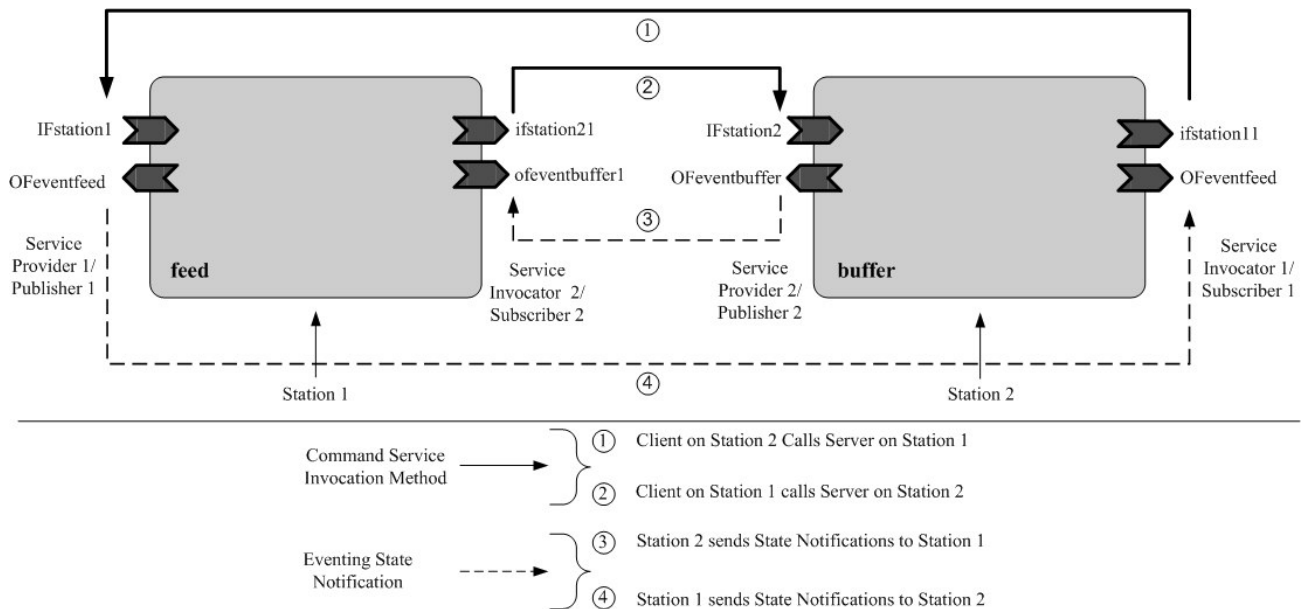 ①
②
IFstation1
ifstation21
IFstation2
ifstation11
OFeventfeed
ofeventbuffer1
OFeventbuffer
OFeventfeed
③
Service
Provider 1/
Publisher 1
feed
Service
Invocator 2/
Subscriber 2
Service
Provider 2/
Publisher 2
buffer
Service
Invocator 1/
Subscriber 1
④
Station 1
Station 2
Command Service
Invocation Method
① Client on Station 2 Calls Server on Station 1
② Client on Station 1 calls Server on Station 2
Eventing State
Notification
③ Station 2 sends State Notifications to Station 1
④ Station 1 sends State Notifications to Station 2